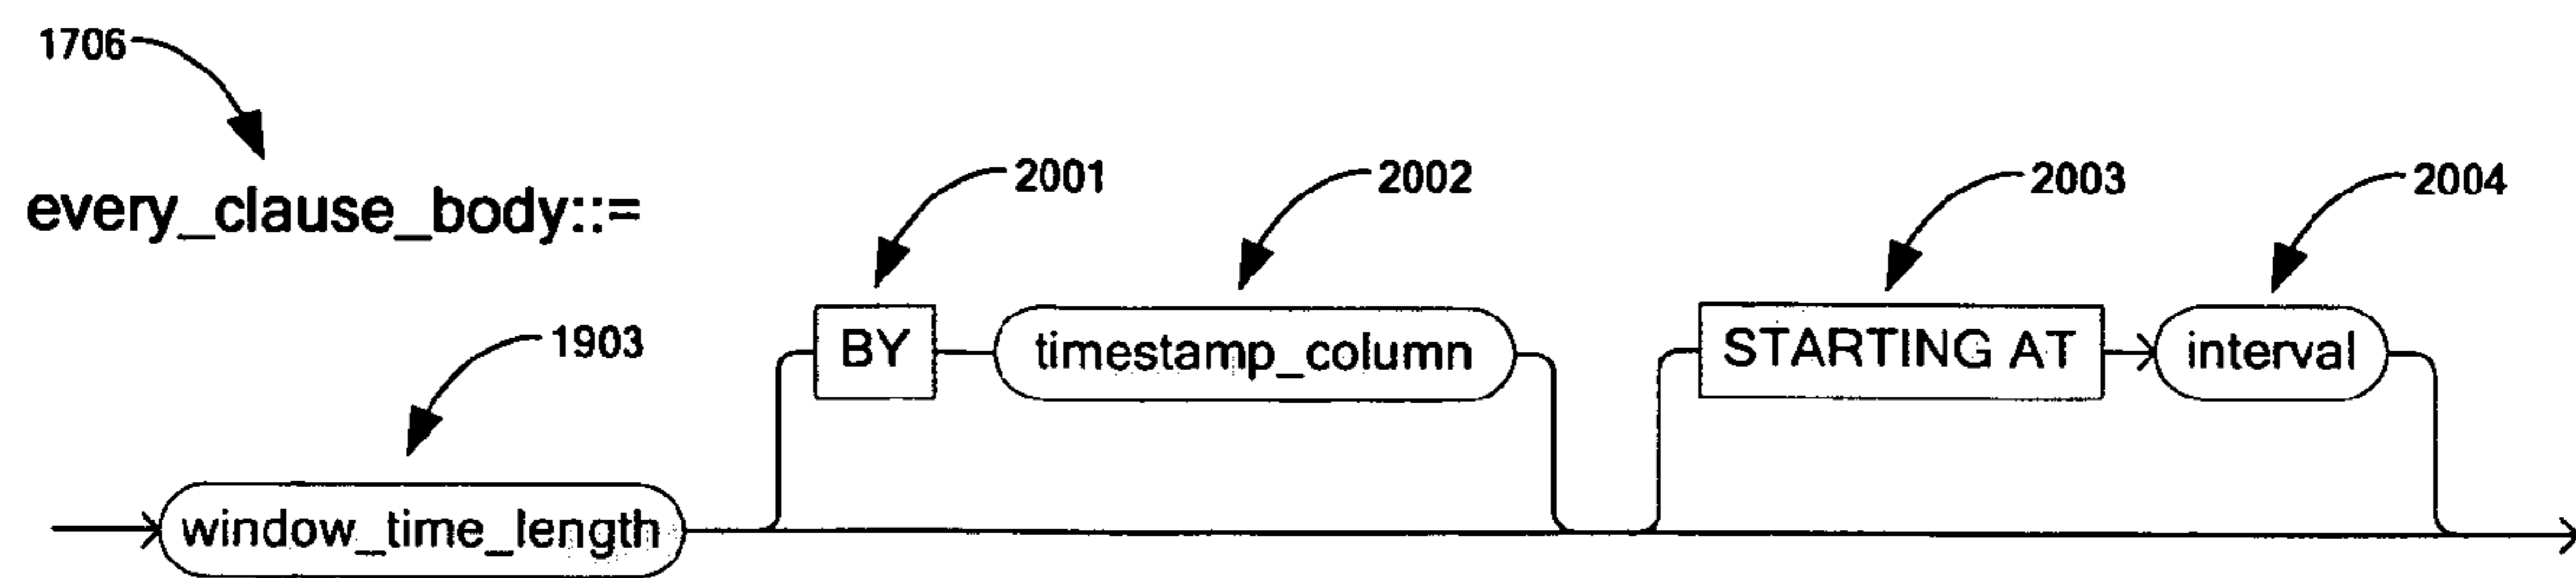 1706
every_clause_body::=
2001
2002
2003
2004
1903
BY
timestamp_column
STARTING AT
interval
window_time_length